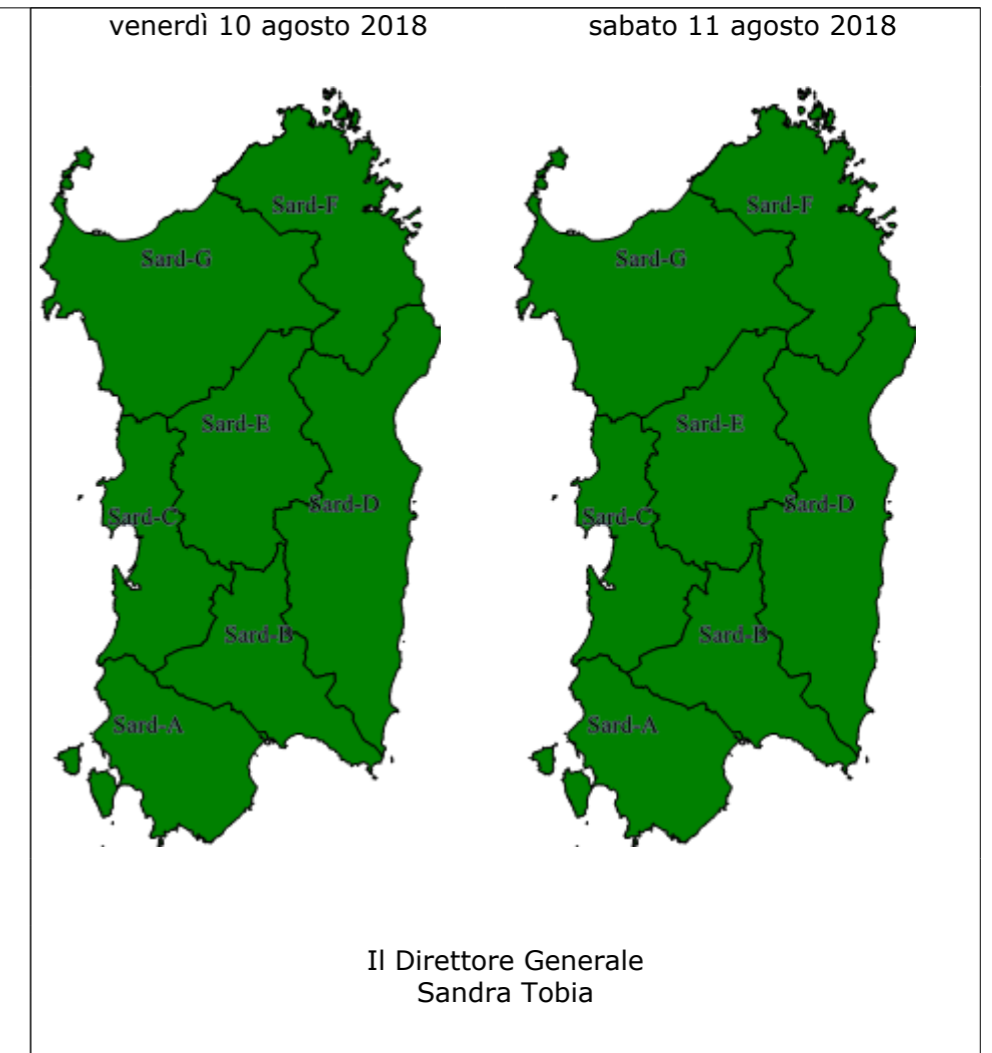 venerdì 10 agosto 2018
sabato 11 agosto 2018
Sard-F
Sard-G
Sard-E
Sard-D
Sard-C
Sard-B
Sard-A
Sard-F
Sard-G
Sard-E
Sard-D
Sard-C
Sard-B
Sard-A
Il Direttore Generale
Sandra Tobia